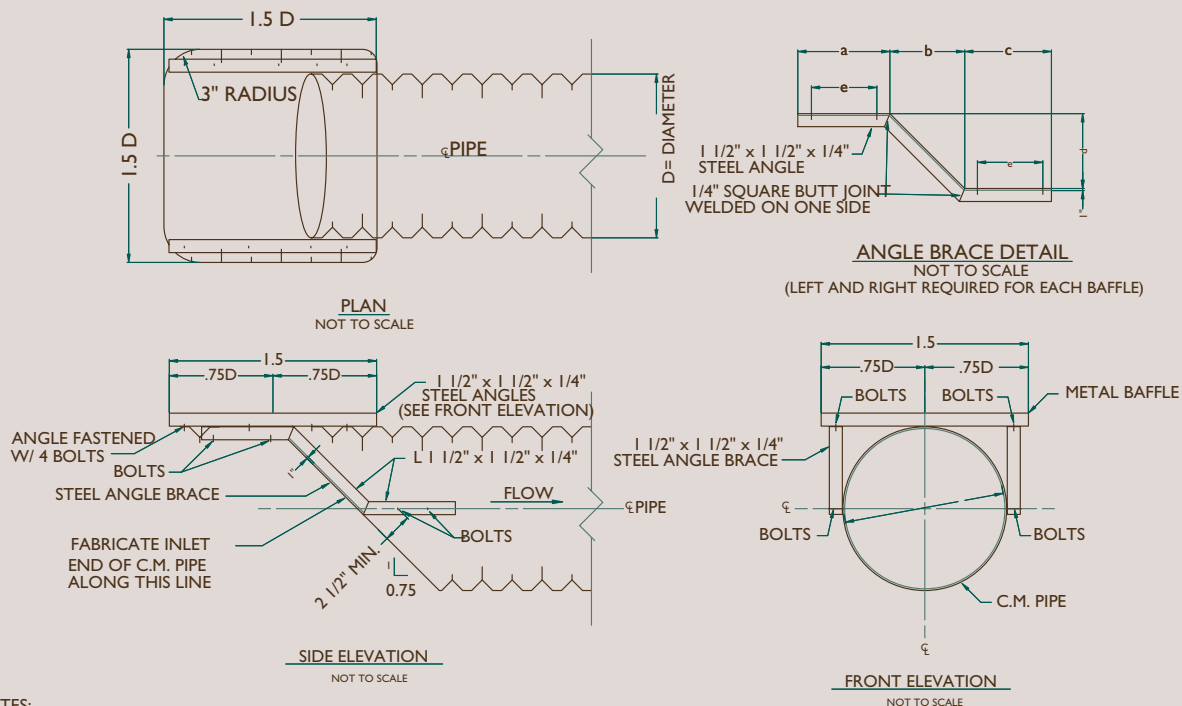 1.5 D
1.5 D
3" RADIUS
℄PIPE
D= DIAMETER
PLAN
NOT TO SCALE
a
b
c
e
d
e
1"
1 1/2" x 1 1/2" x 1/4"
STEEL ANGLE
1/4" SQUARE BUTT JOINT
WELDED ON ONE SIDE
ANGLE BRACE DETAIL
NOT TO SCALE
(LEFT AND RIGHT REQUIRED FOR EACH BAFFLE)
1.5
.75D
.75D
1 1/2" x 1 1/2" x 1/4"
STEEL ANGLES
(SEE FRONT ELEVATION)
ANGLE FASTENED
W/ 4 BOLTS
BOLTS
1"
L 1 1/2" x 1 1/2" x 1/4"
STEEL ANGLE BRACE
FLOW
℄PIPE
FABRICATE INLET
END OF C.M. PIPE
ALONG THIS LINE
BOLTS
2 1/2" MIN.
1
0.75
SIDE ELEVATION
NOT TO SCALE
1.5
.75D
.75D
BOLTS
BOLTS
METAL BAFFLE
1 1/2" x 1 1/2" x 1/4"
STEEL ANGLE BRACE
℄
BOLTS
BOLTS
C.M. PIPE
℄
FRONT ELEVATION
NOT TO SCALE